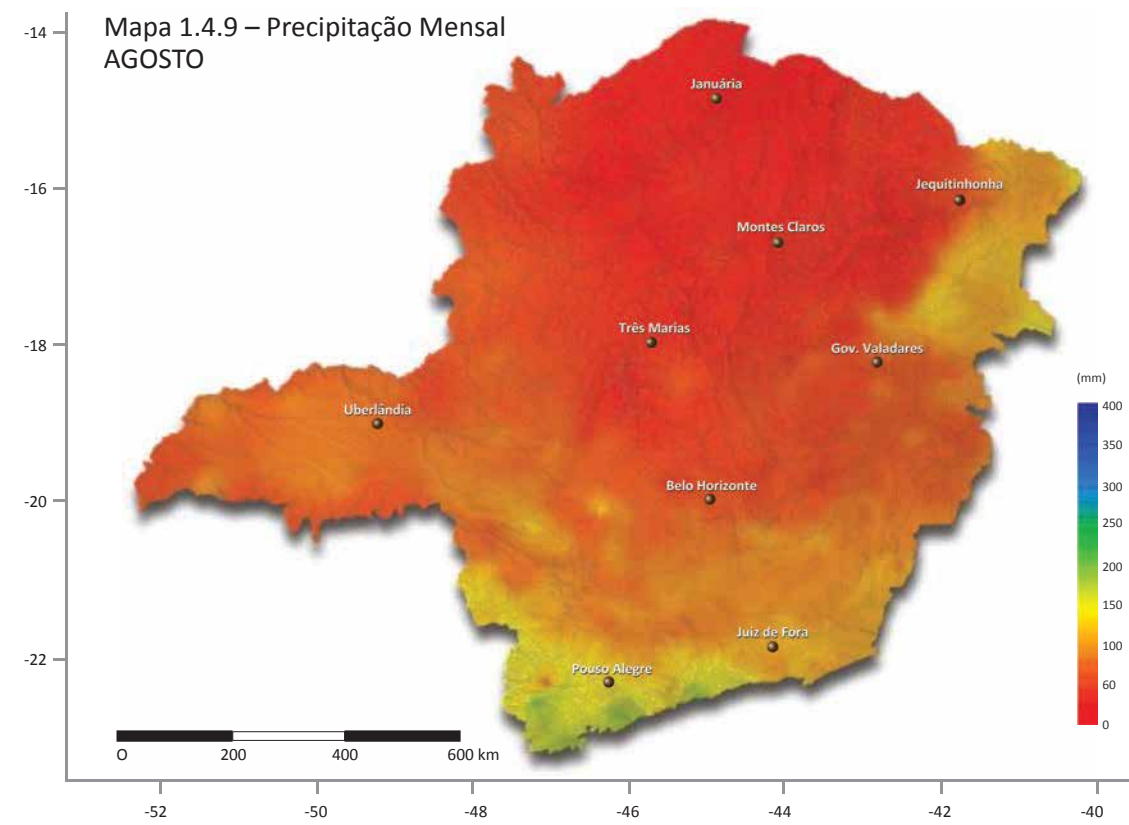 Mapa 1.4.9 – Precipitação Mensal
AGOSTO
-14
-16
-18
-20
-22
Januária
Jequitinhonha
Montes Claros
Três Marias
Gov. Valadares
Uberlândia
Belo Horizonte
Juiz de Fora
Pouso Alegre
(mm)
400
350
300
250
200
150
100
60
0
O 200 400 600 km
-52 -50 -48 -46 -44 -42 -40